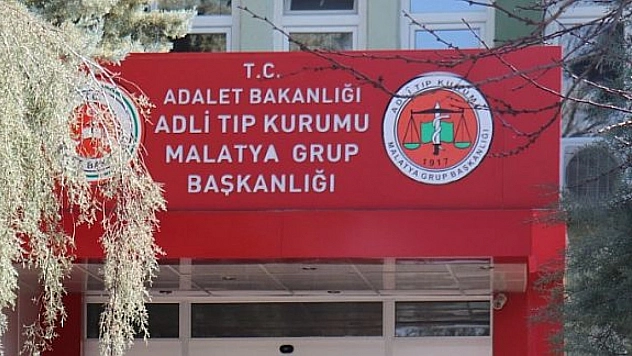 T.C.
ADALET BAKANLIĞI
ADLİ TIP KURUMU
MALATYA GRUP
BAŞKANLIĞI
ADLİ TIP KURUMU
1917
MALATYA GRUP BAŞKANLIĞI